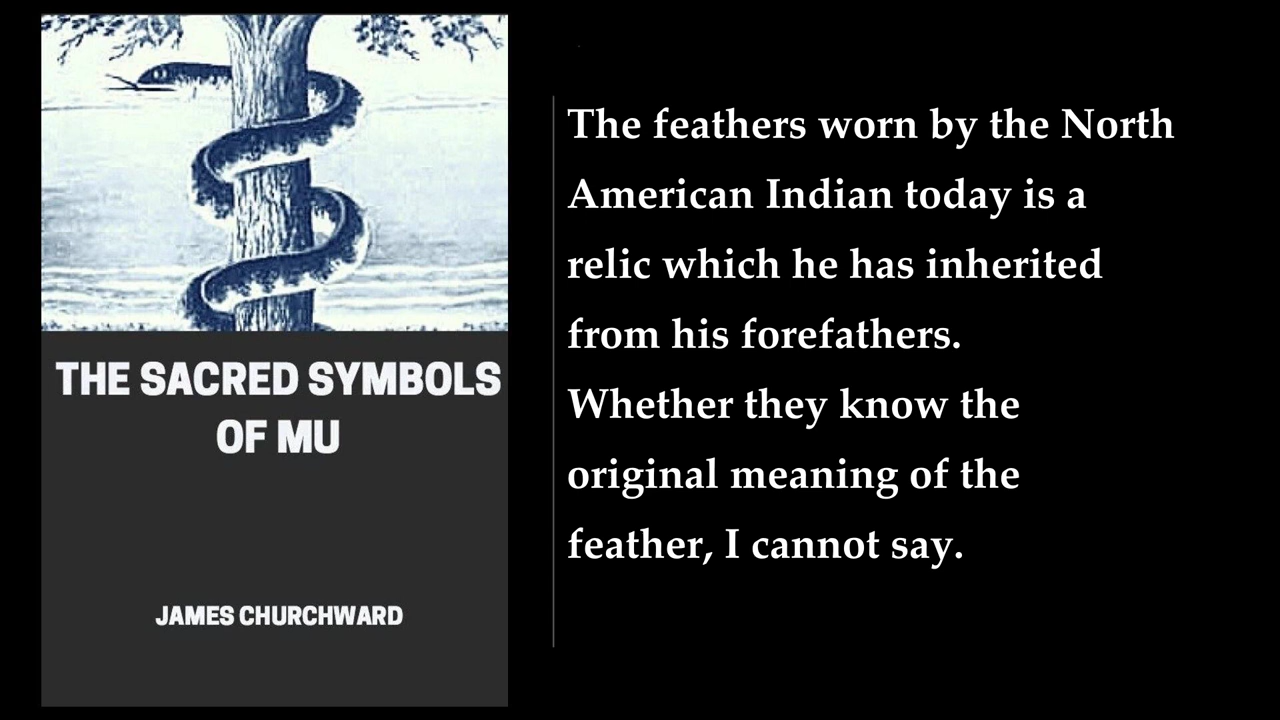 THE SACRED SYMBOLS
OF MU
JAMES CHURCHWARD
The feathers worn by the North
American Indian today is a
relic which he has inherited
from his forefathers.
Whether they know the
original meaning of the
feather, I cannot say.